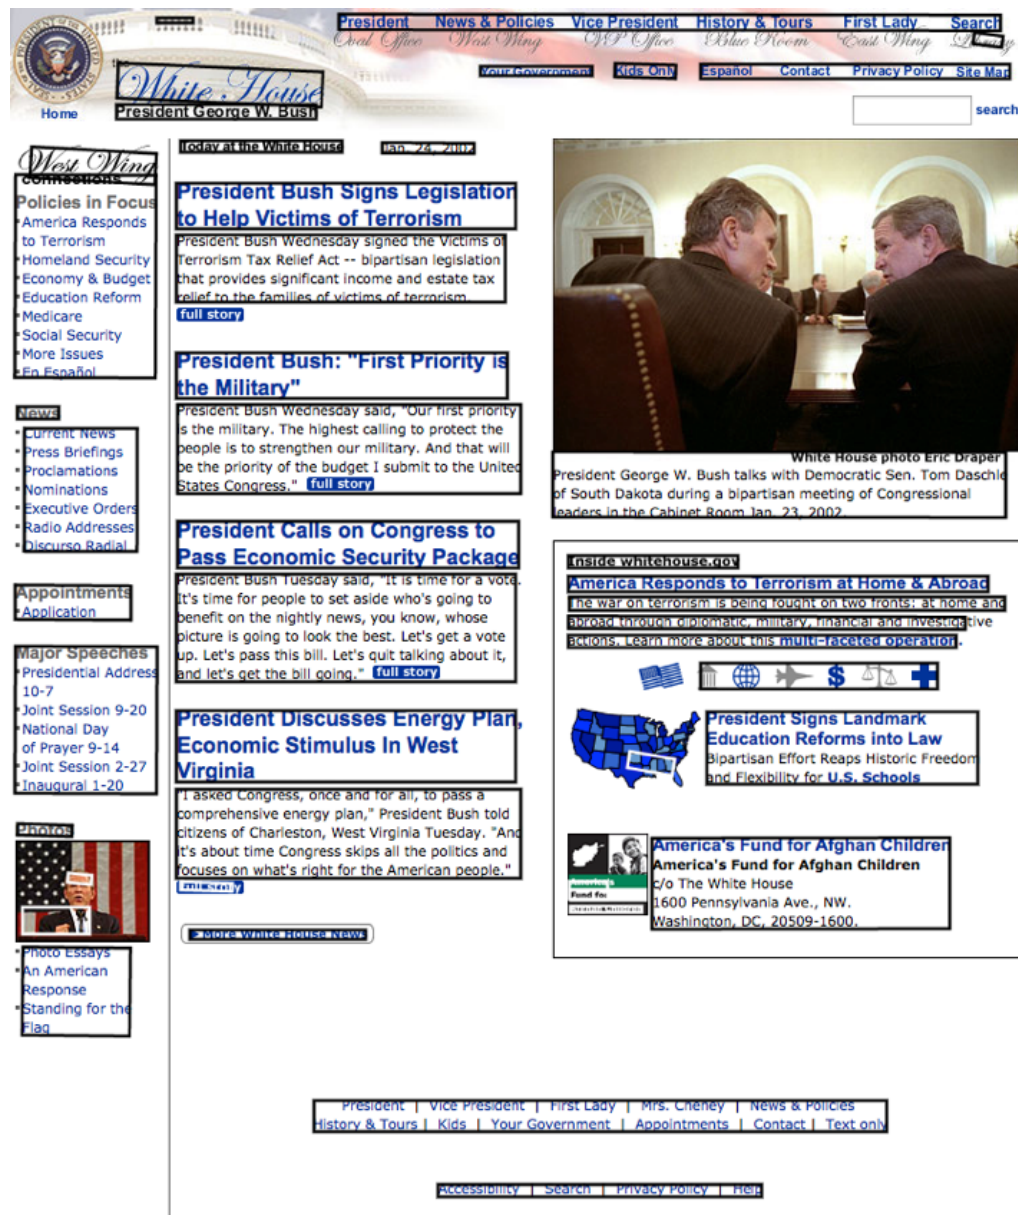 President News & Policies Vice President History & Tours First Lady Search
Oval Office West Wing VP Office Blue Room East Wing Library
Your Government Kids Only Español Contact Privacy Policy Site Map
the
White House
President George W. Bush
Home
search
West Wing
connections
Policies in Focus
America Responds
to Terrorism
Homeland Security
Economy & Budget
Education Reform
Medicare
Social Security
More Issues
En Español
News
Current News
Press Briefings
Proclamations
Nominations
Executive Orders
Radio Addresses
Discurso Radial
Appointments
Application
Major Speeches
Presidential Address
10-7
Joint Session 9-20
National Day
of Prayer 9-14
Joint Session 2-27
Inaugural 1-20
Photos
Photo Essays
An American
Response
Standing for the
Flag
Today at the White House Jan. 24, 2002
President Bush Signs Legislation
to Help Victims of Terrorism
President Bush Wednesday signed the Victims of
Terrorism Tax Relief Act -- bipartisan legislation
that provides significant income and estate tax
relief to the families of victims of terrorism.
full story
President Bush: "First Priority is
the Military"
President Bush Wednesday said, "Our first priority
is the military. The highest calling to protect the
people is to strengthen our military. And that will
be the priority of the budget I submit to the United
States Congress." full story
President Calls on Congress to
Pass Economic Security Package
President Bush Tuesday said, "It is time for a vote.
It's time for people to set aside who's going to
benefit on the nightly news, you know, whose
picture is going to look the best. Let's get a vote
up. Let's pass this bill. Let's quit talking about it,
and let's get the bill going." full story
President Discusses Energy Plan,
Economic Stimulus In West
Virginia
"I asked Congress, once and for all, to pass a
comprehensive energy plan," President Bush told
citizens of Charleston, West Virginia Tuesday. "And
it's about time Congress skips all the politics and
focuses on what's right for the American people."
full story
> More White House News
White House photo Eric Draper
President George W. Bush talks with Democratic Sen. Tom Daschle
of South Dakota during a bipartisan meeting of Congressional
leaders in the Cabinet Room Jan. 23, 2002.
Inside whitehouse.gov
America Responds to Terrorism at Home & Abroad
The war on terrorism is being fought on two fronts: at home and
abroad through diplomatic, military, financial and investigative
actions. Learn more about this multi-faceted operation.
President Signs Landmark
Education Reforms into Law
Bipartisan Effort Reaps Historic Freedom
and Flexibility for U.S. Schools
America's
Fund for
America's Fund for Afghan Children
America's Fund for Afghan Children
c/o The White House
1600 Pennsylvania Ave., NW.
Washington, DC, 20509-1600.
President | Vice President | First Lady | Mrs. Cheney | News & Policies
History & Tours | Kids | Your Government | Appointments | Contact | Text only
Accessibility | Search | Privacy Policy | Help